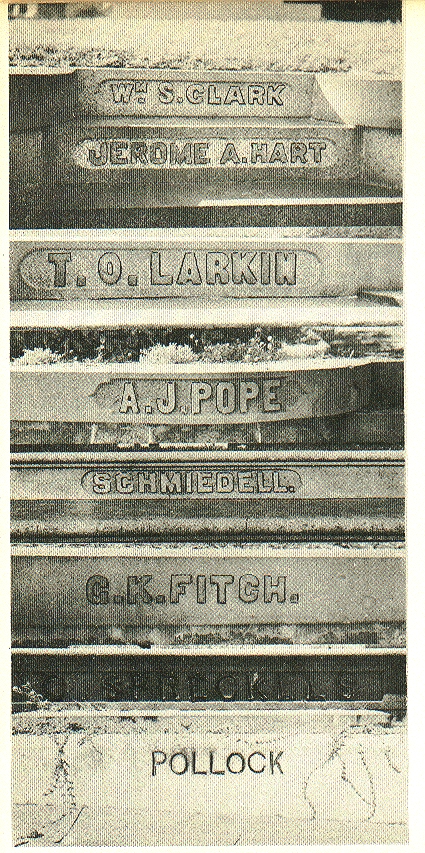 Wᴹ S. CLARK
JEROME A. HART
T. O. LARKIN
A. J. POPE
SCHMIEDELL.
G. K. FITCH.
C SPRECKELS
POLLOCK